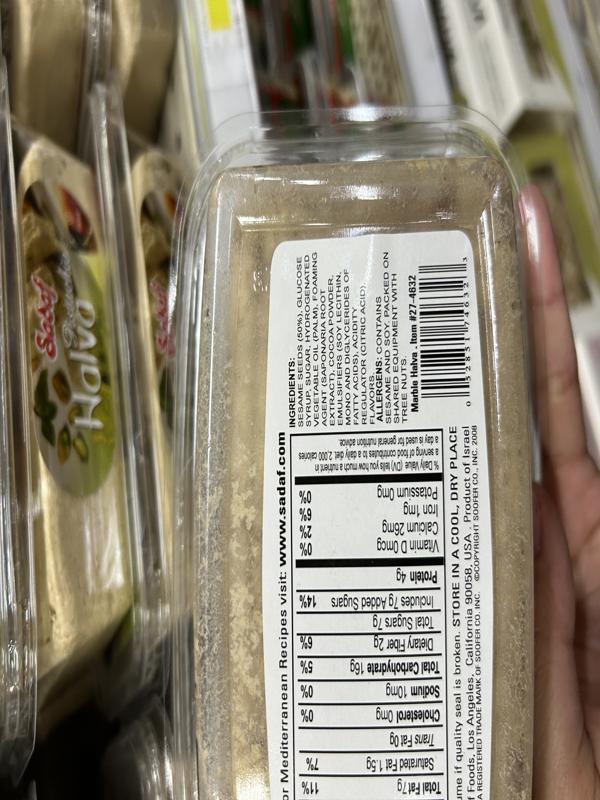 Sadaf
Halva
Sadaf
or Mediterranean Recipes visit: www.sadaf.com
INGREDIENTS:
SESAME SEEDS (50%), GLUCOSE
SYRUP, SUGAR, HYDROGENATED
VEGETABLE OIL (PALM), FOAMING
AGENT (SAPONARIA ROOT
EXTRACT), COCOA POWDER,
EMULSIFIERS (SOY LECITHIN,
MONO AND DIGLYCERIDES OF
FATTY ACIDS), ACIDITY
REGULATOR (CITRIC ACID),
FLAVORS
ALLERGENS: CONTAINS
SESAME AND SOY. PACKED ON
SHARED EQUIPMENT WITH
TREE NUTS.
Marble Halva . Item #27-4632
0 52851 74632 3
Total Fat 7g 11%
Saturated Fat 1.5g 7%
Trans Fat 0g
Cholesterol 0mg 0%
Sodium 10mg 0%
Total Carbohydrate 16g 5%
Dietary Fiber 2g 6%
Total Sugars 7g
Includes 7g Added Sugars 14%
Protein 4g
Vitamin D 0mcg 0%
Calcium 26mg 2%
Iron 1mg 6%
Potassium 0mg 0%
% Daily Value (DV) tells you how much a nutrient in
a serving of food contributes to a daily diet. 2,000 calories
a day is used for general nutrition advice.
me if quality seal is broken. STORE IN A COOL, DRY PLACE
f Foods, Los Angeles, California 90058, USA . Product of Israel
A REGISTERED TRADE MARK OF SOOFER CO. INC. ©COPYRIGHT SOOFER CO., INC. 2008